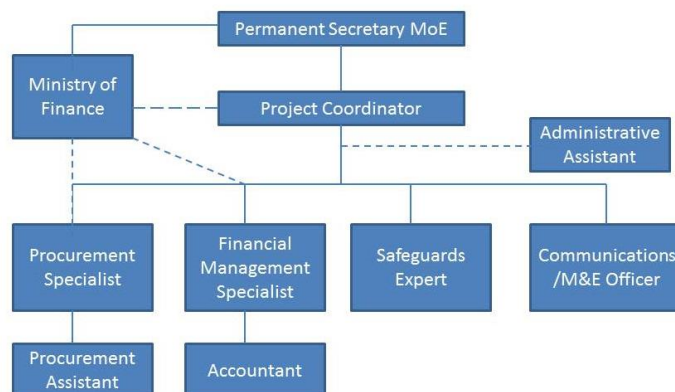 Permanent Secretary MoE
Ministry of
Finance
Project Coordinator
Administrative
Assistant
Procurement
Specialist
Financial
Management
Specialist
Safeguards
Expert
Communications
/M&E Officer
Procurement
Assistant
Accountant